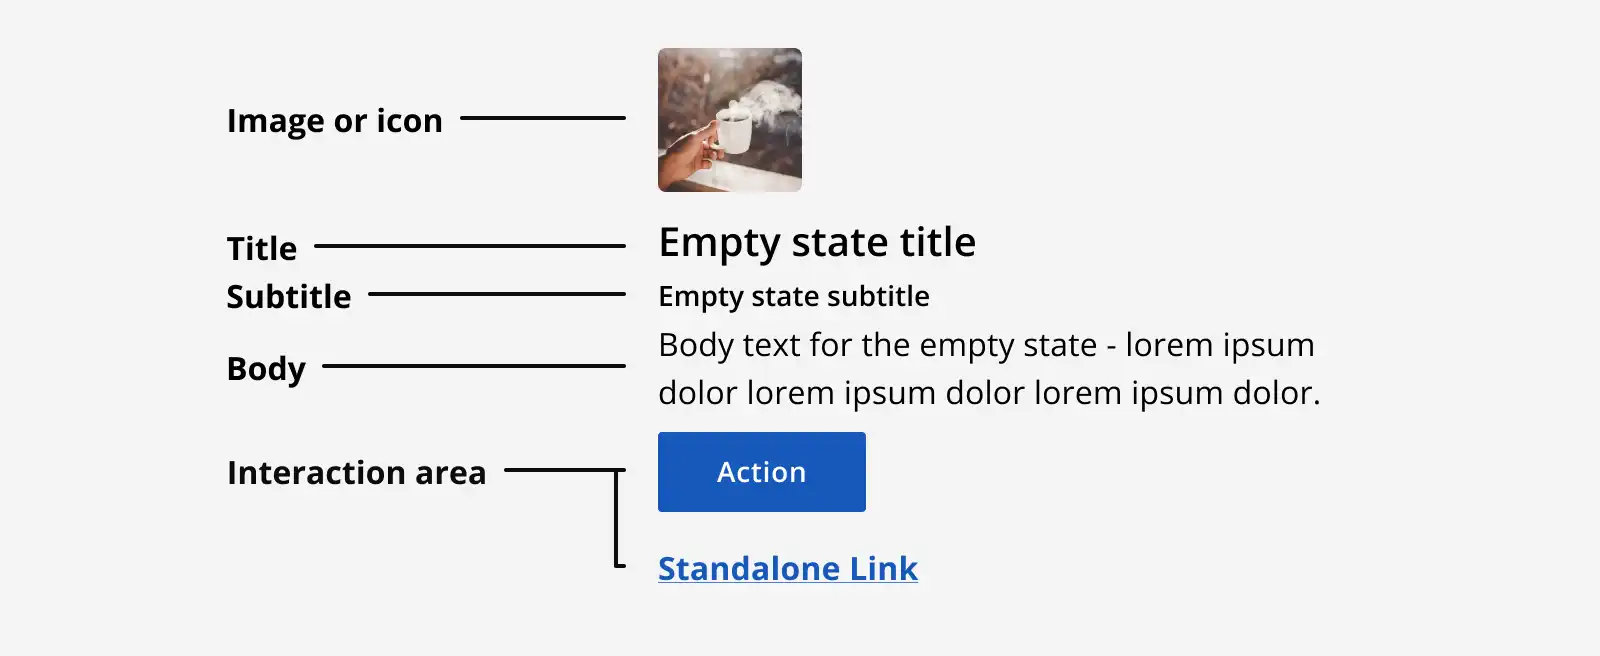 Image or icon
Title
Empty state title
Subtitle
Empty state subtitle
Body
Body text for the empty state - lorem ipsum
dolor lorem ipsum dolor lorem ipsum dolor.
Interaction area
Action
Standalone Link